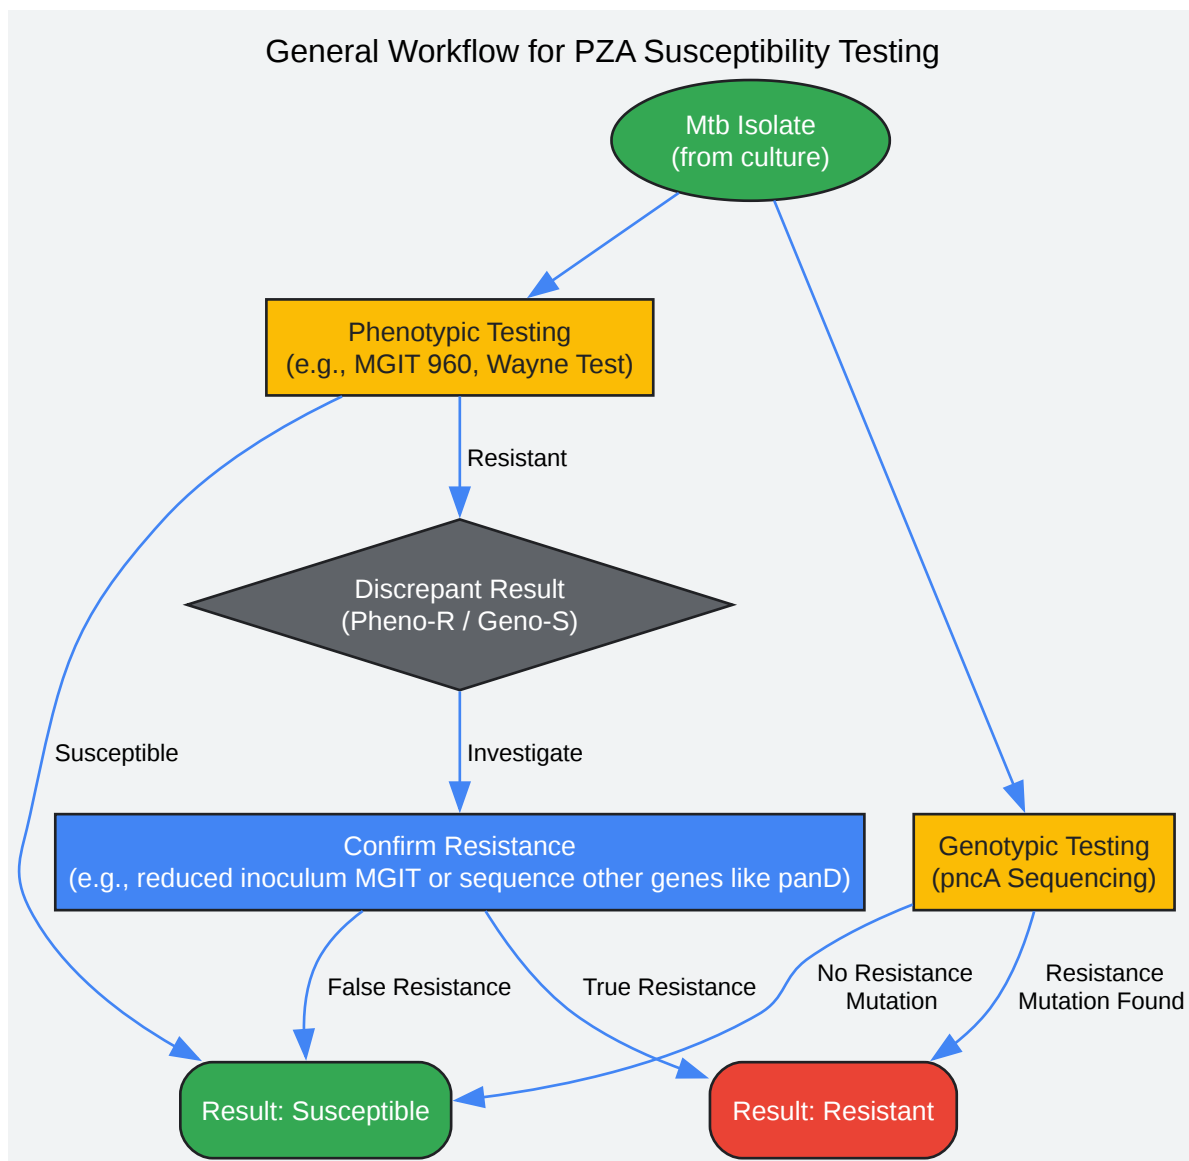 General Workflow for PZA Susceptibility Testing
Mtb Isolate
(from culture)
Phenotypic Testing
(e.g., MGIT 960, Wayne Test)
Resistant
Discrepant Result
(Pheno-R / Geno-S)
Susceptible
Investigate
Confirm Resistance
(e.g., reduced inoculum MGIT or sequence other genes like panD)
Genotypic Testing
(pncA Sequencing)
False Resistance
True Resistance
No Resistance
Mutation
Resistance
Mutation Found
Result: Susceptible
Result: Resistant